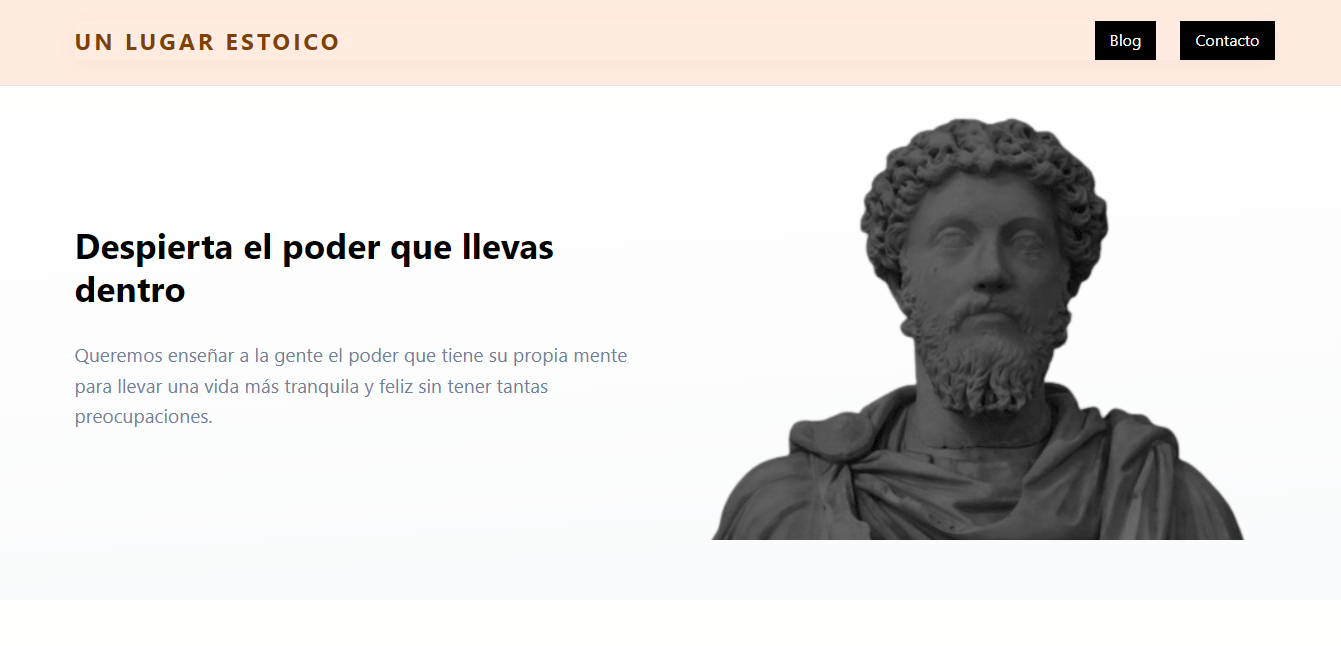 UN LUGAR ESTOICO
Blog
Contacto
Despierta el poder que llevas
dentro
Queremos enseñar a la gente el poder que tiene su propia mente
para llevar una vida más tranquila y feliz sin tener tantas
preocupaciones.